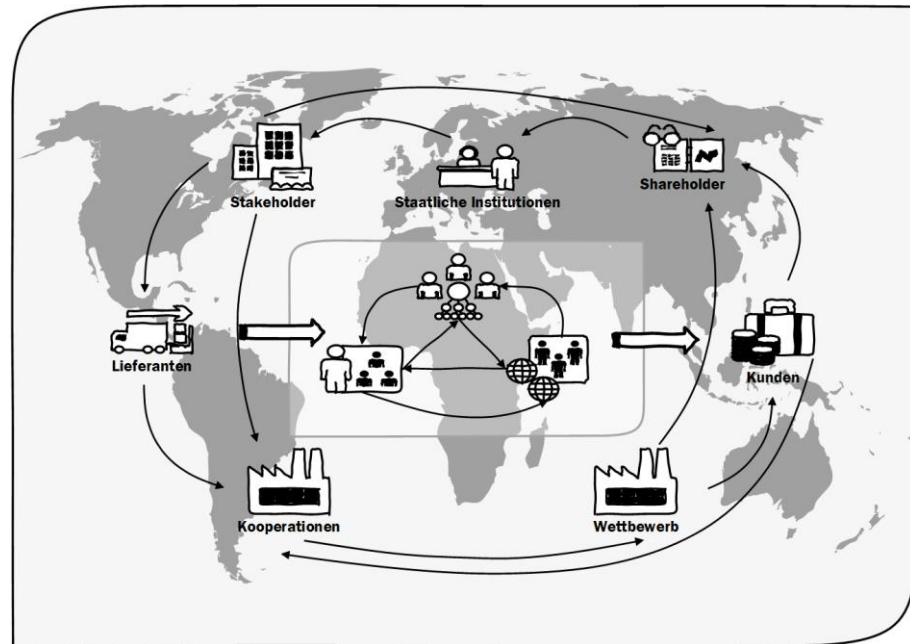 Stakeholder
Staatliche Institutionen
Shareholder
Lieferanten
Kunden
Kooperationen
Wettbewerb